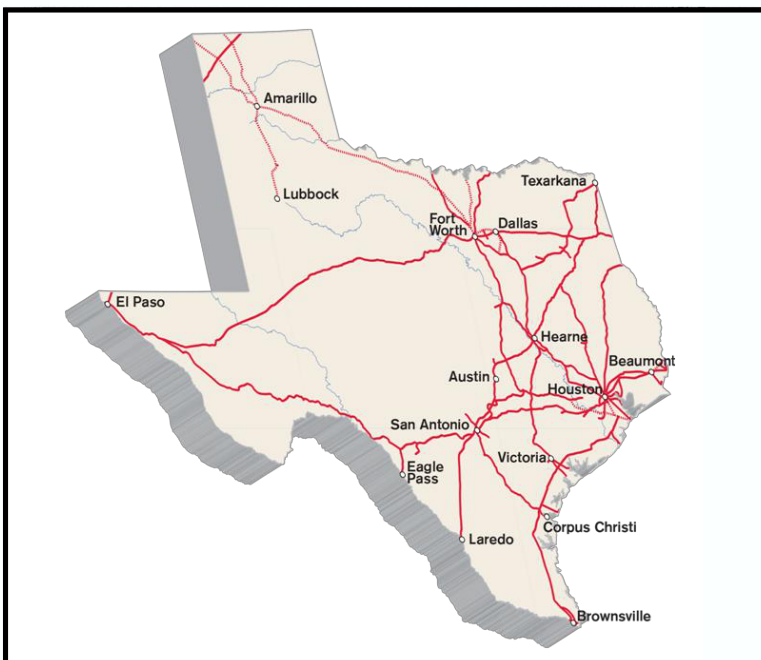 Amarillo
Texarkana
Lubbock
Fort
Worth
Dallas
El Paso
Hearne
Beaumont
Austin
Houston
San Antonio
Victoria
Eagle
Pass
Corpus Christi
Laredo
Brownsville